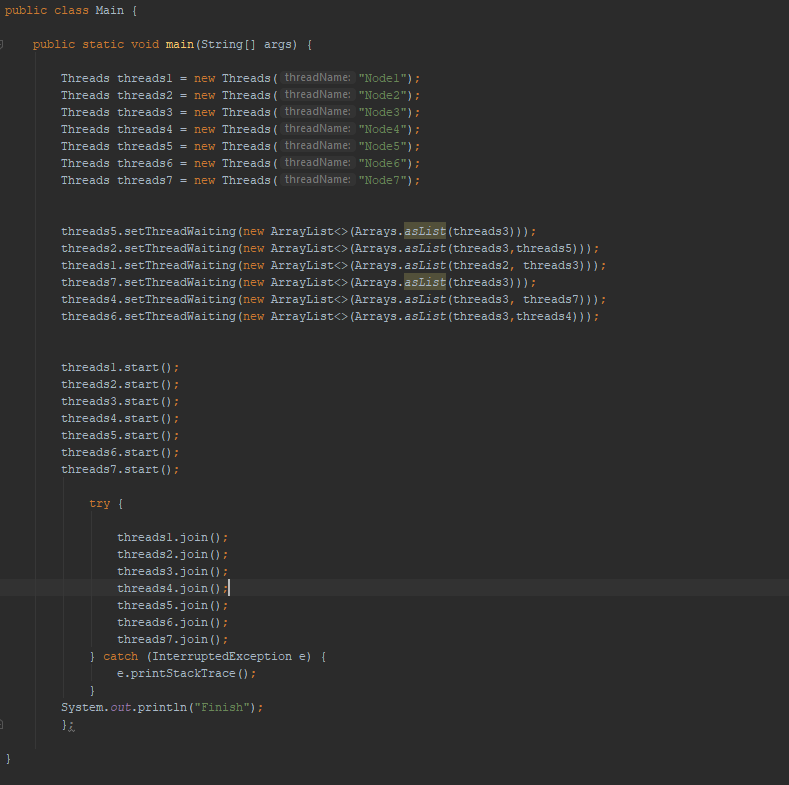 public class Main {
public static void main(String[] args) {
Threads threads1 = new Threads( threadName: "Node1");
Threads threads2 = new Threads( threadName: "Node2");
Threads threads3 = new Threads( threadName: "Node3");
Threads threads4 = new Threads( threadName: "Node4");
Threads threads5 = new Threads( threadName: "Node5");
Threads threads6 = new Threads( threadName: "Node6");
Threads threads7 = new Threads( threadName: "Node7");
threads5.setThreadWaiting(new ArrayList<>(Arrays.asList(threads3)));
threads2.setThreadWaiting(new ArrayList<>(Arrays.asList(threads3,threads5)));
threads1.setThreadWaiting(new ArrayList<>(Arrays.asList(threads2, threads3)));
threads7.setThreadWaiting(new ArrayList<>(Arrays.asList(threads3)));
threads4.setThreadWaiting(new ArrayList<>(Arrays.asList(threads3, threads7)));
threads6.setThreadWaiting(new ArrayList<>(Arrays.asList(threads3,threads4)));
threads1.start();
threads2.start();
threads3.start();
threads4.start();
threads5.start();
threads6.start();
threads7.start();
try {
threads1.join();
threads2.join();
threads3.join();
threads4.join();
threads5.join();
threads6.join();
threads7.join();
} catch (InterruptedException e) {
e.printStackTrace();
}
System.out.println("Finish");
};
}